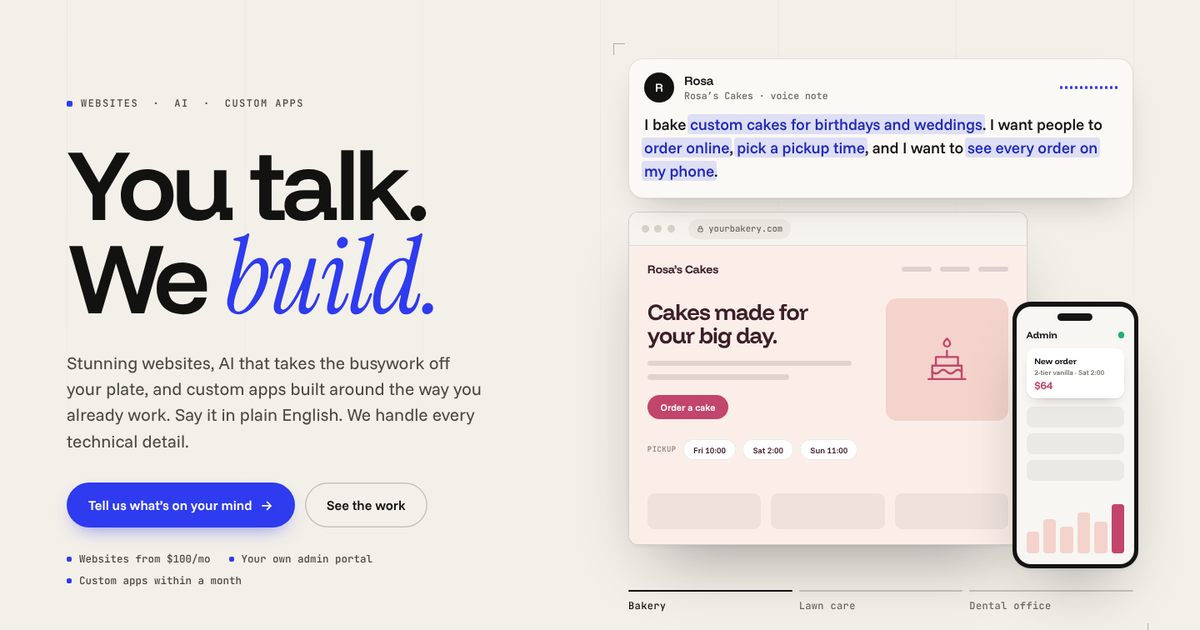 WEBSITES · AI · CUSTOM APPS
You talk.
We build.
Stunning websites, AI that takes the busywork off
your plate, and custom apps built around the way you
already work. Say it in plain English. We handle every
technical detail.
Tell us what's on your mind →
See the work
Websites from $100/mo
Your own admin portal
Custom apps within a month
R
Rosa
Rosa's Cakes · voice note
I bake custom cakes for birthdays and weddings. I want people to
order online, pick a pickup time, and I want to see every order on
my phone.
yourbakery.com
Rosa's Cakes
Cakes made for
your big day.
Order a cake
PICKUP
Fri 10:00
Sat 2:00
Sun 11:00
Admin
New order
2-tier vanilla · Sat 2:00
$64
Bakery
Lawn care
Dental office